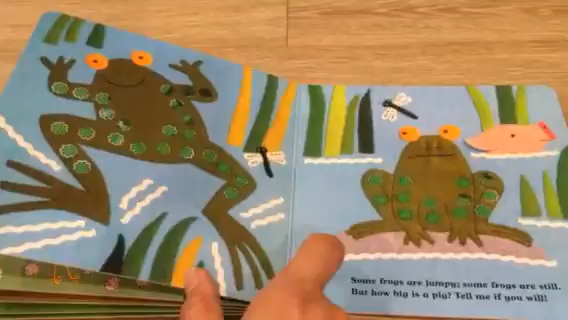 Some frogs are jumpy; some frogs are still.
But how big is a pig? Tell me if you will!